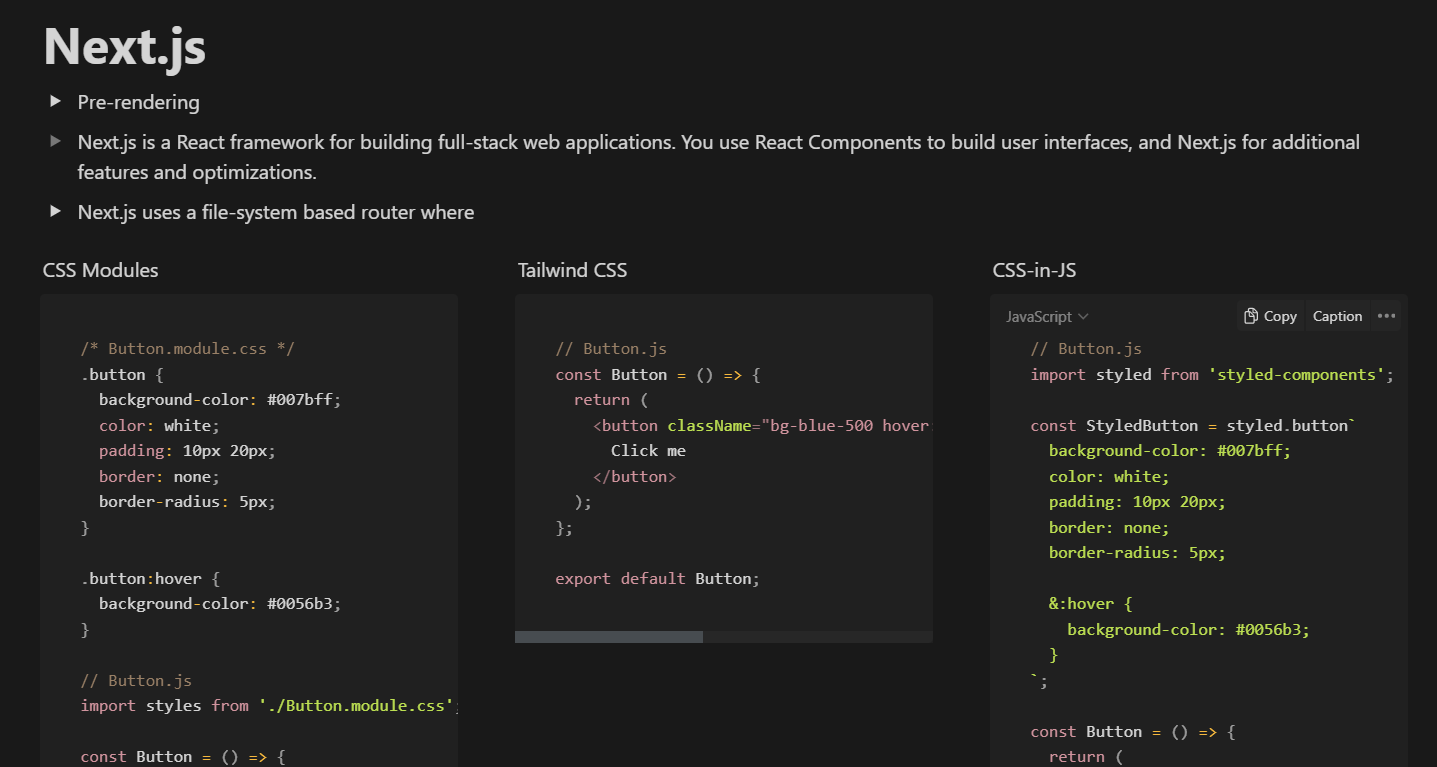 Next.js
Pre-rendering
Next.js is a React framework for building full-stack web applications. You use React Components to build user interfaces, and Next.js for additional
features and optimizations.
Next.js uses a file-system based router where
CSS Modules
/* Button.module.css */
.button {
  background-color: #007bff;
  color: white;
  padding: 10px 20px;
  border: none;
  border-radius: 5px;
}
.button:hover {
  background-color: #0056b3;
}
// Button.js
import styles from './Button.module.css';
const Button = () => {
Tailwind CSS
// Button.js
const Button = () => {
  return (
    <button className="bg-blue-500 hover:
      Click me
    </button>
  );
};
export default Button;
CSS-in-JS
JavaScript
Copy Caption
// Button.js
import styled from 'styled-components';
const StyledButton = styled.button`
  background-color: #007bff;
  color: white;
  padding: 10px 20px;
  border: none;
  border-radius: 5px;
  &:hover {
    background-color: #0056b3;
  }
`;
const Button = () => {
  return (